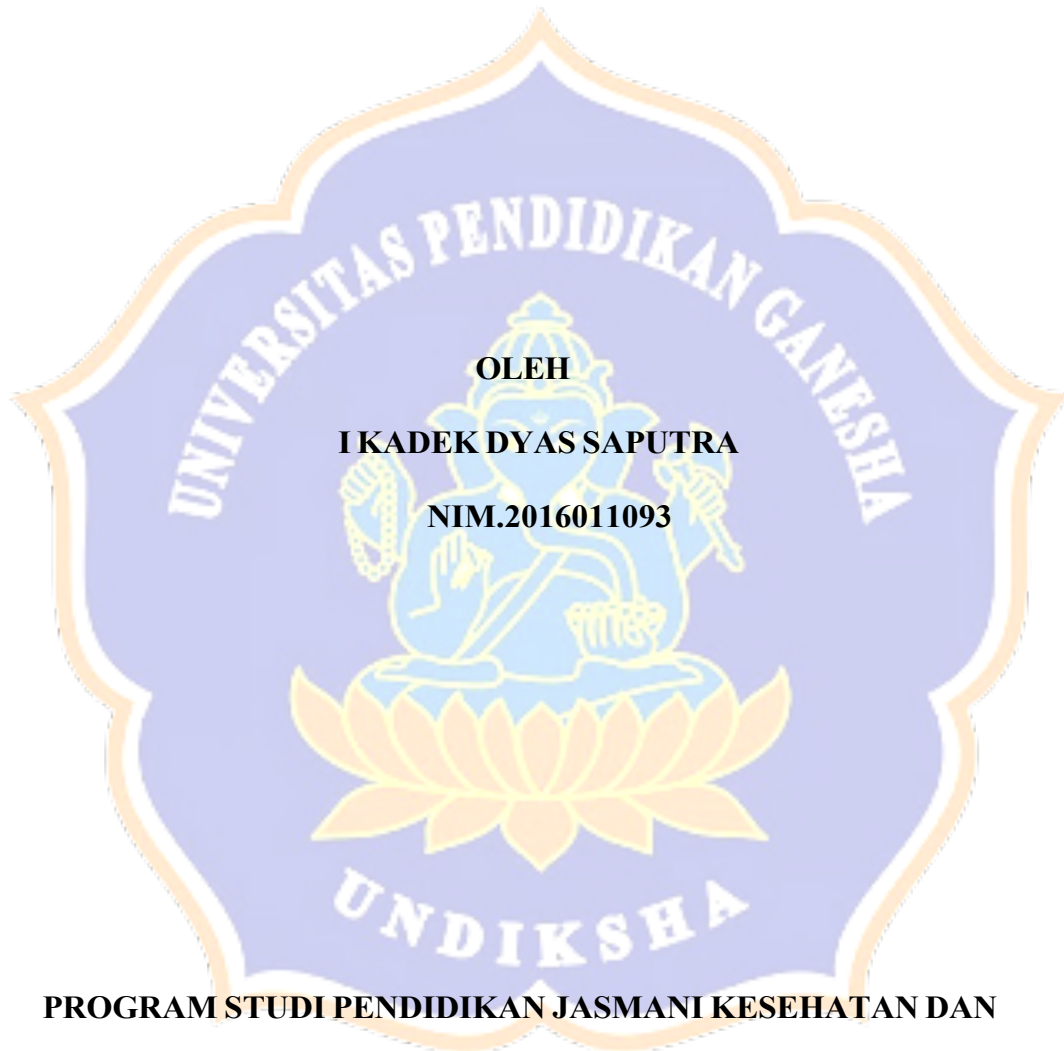 UNIVERSITAS PENDIDIKAN GANESHA
OLEH
I KADEK DYAS SAPUTRA
NIM.2016011093
UNDIKSHA
PROGRAM STUDI PENDIDIKAN JASMANI KESEHATAN DAN